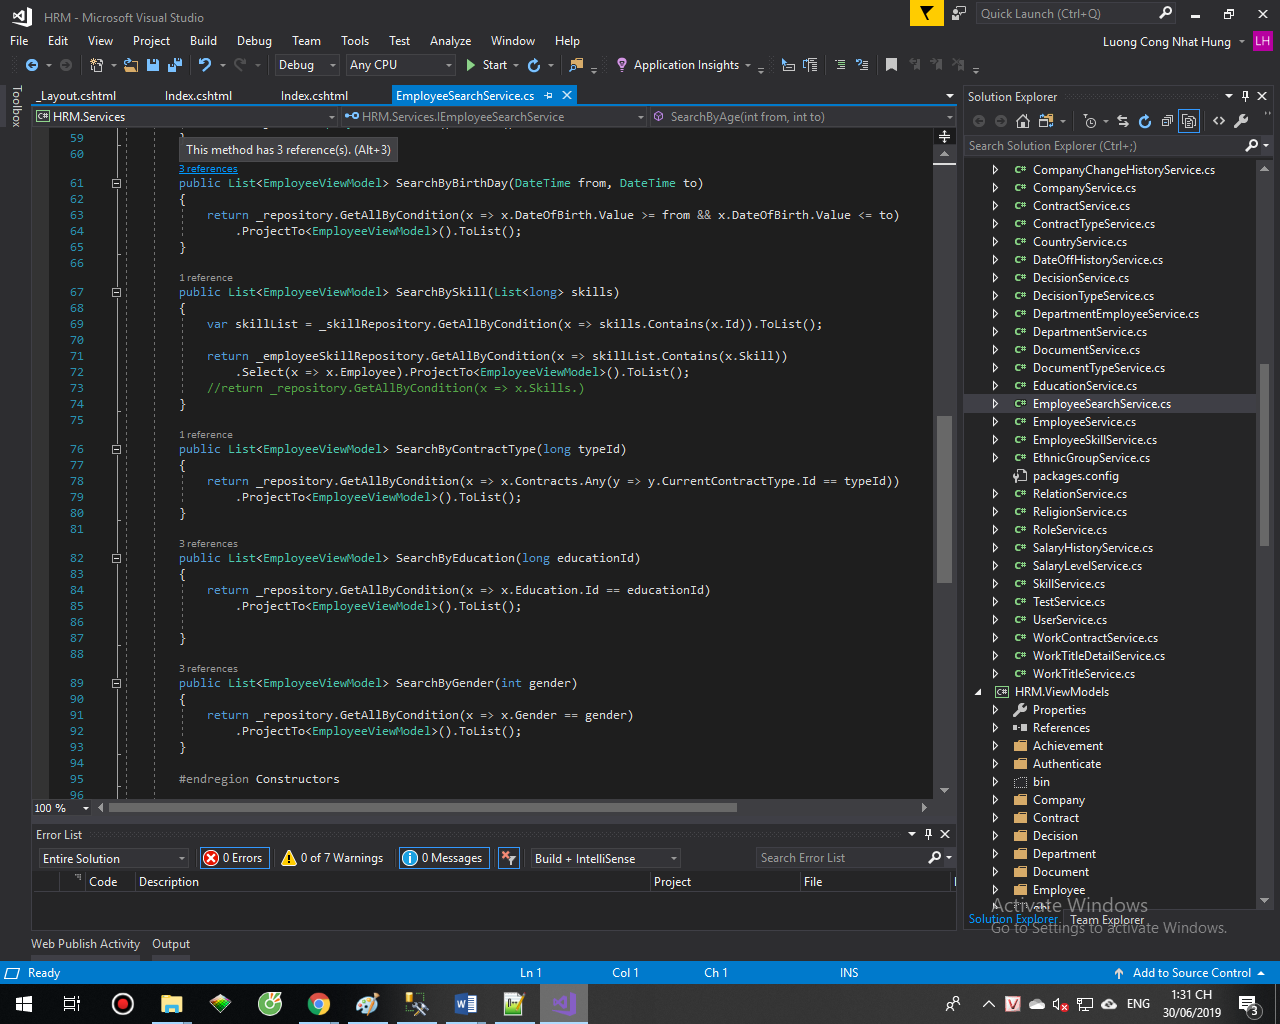 HRM - Microsoft Visual Studio
Quick Launch (Ctrl+Q)
File Edit View Project Build Debug Team Tools Test Analyze Window Help
Luong Cong Nhat Hung LH
Debug Any CPU Start Application Insights
Toolbox
_Layout.cshtml Index.cshtml Index.cshtml EmployeeSearchService.cs
HRM.Services HRM.Services.IEmployeeSearchService SearchByAge(int from, int to)
59 }
60
This method has 3 reference(s). (Alt+3)
3 references
61 public List<EmployeeViewModel> SearchByBirthDay(DateTime from, DateTime to)
62 {
63 return _repository.GetAllByCondition(x => x.DateOfBirth.Value >= from && x.DateOfBirth.Value <= to)
64 .ProjectTo<EmployeeViewModel>().ToList();
65 }
66
1 reference
67 public List<EmployeeViewModel> SearchBySkill(List<long> skills)
68 {
69 var skillList = _skillRepository.GetAllByCondition(x => skills.Contains(x.Id)).ToList();
70
71 return _employeeSkillRepository.GetAllByCondition(x => skillList.Contains(x.Skill))
72 .Select(x => x.Employee).ProjectTo<EmployeeViewModel>().ToList();
73 //return _repository.GetAllByCondition(x => x.Skills.)
74 }
75
1 reference
76 public List<EmployeeViewModel> SearchByContractType(long typeId)
77 {
78 return _repository.GetAllByCondition(x => x.Contracts.Any(y => y.CurrentContractType.Id == typeId))
79 .ProjectTo<EmployeeViewModel>().ToList();
80 }
81
3 references
82 public List<EmployeeViewModel> SearchByEducation(long educationId)
83 {
84 return _repository.GetAllByCondition(x => x.Education.Id == educationId)
85 .ProjectTo<EmployeeViewModel>().ToList();
86
87 }
88
3 references
89 public List<EmployeeViewModel> SearchByGender(int gender)
90 {
91 return _repository.GetAllByCondition(x => x.Gender == gender)
92 .ProjectTo<EmployeeViewModel>().ToList();
93 }
94
95 #endregion Constructors
96
100 %
Solution Explorer
Search Solution Explorer (Ctrl+;)
C# CompanyChangeHistoryService.cs
C# CompanyService.cs
C# ContractService.cs
C# ContractTypeService.cs
C# CountryService.cs
C# DateOffHistoryService.cs
C# DecisionService.cs
C# DecisionTypeService.cs
C# DepartmentEmployeeService.cs
C# DepartmentService.cs
C# DocumentService.cs
C# DocumentTypeService.cs
C# EducationService.cs
C# EmployeeSearchService.cs
C# EmployeeService.cs
C# EmployeeSkillService.cs
C# EthnicGroupService.cs
packages.config
C# RelationService.cs
C# ReligionService.cs
C# RoleService.cs
C# SalaryHistoryService.cs
C# SalaryLevelService.cs
C# SkillService.cs
C# TestService.cs
C# UserService.cs
C# WorkContractService.cs
C# WorkTitleDetailService.cs
C# WorkTitleService.cs
C# HRM.ViewModels
Properties
References
Achievement
Authenticate
bin
Company
Contract
Decision
Department
Document
Employee
Solution Explorer Team Explorer
Activate Windows
Go to Settings to activate Windows.
Error List
Entire Solution 0 Errors 0 of 7 Warnings 0 Messages Build + IntelliSense Search Error List
Code Description Project File
Web Publish Activity Output
Ready Ln 1 Col 1 Ch 1 INS Add to Source Control
ENG 1:31 CH
30/06/2019
3